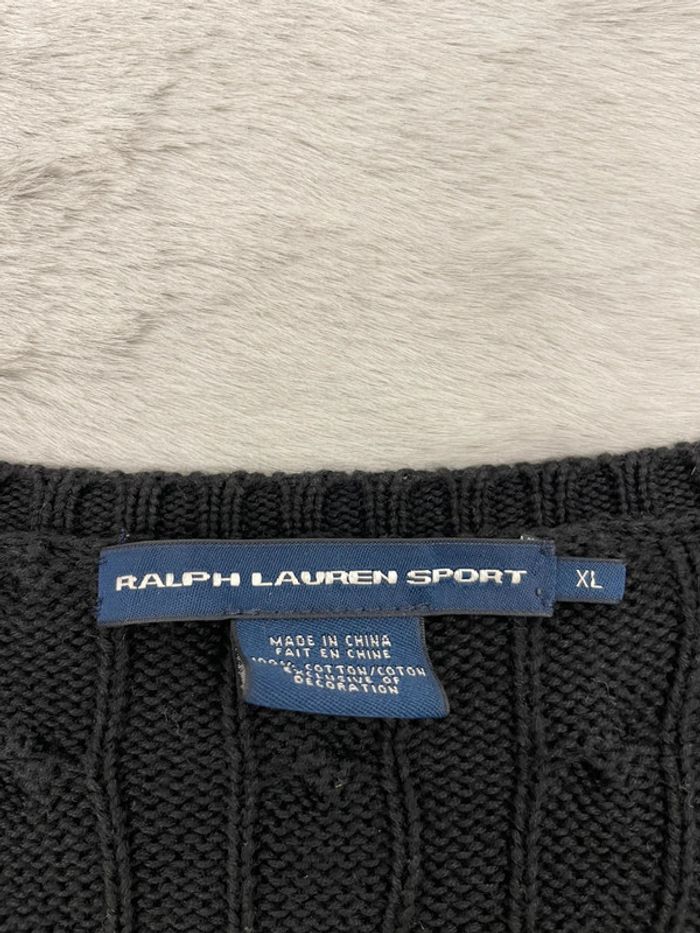 RALPH LAUREN SPORT
XL
MADE IN CHINA
FAIT EN CHINE
100% COTTON/COTON
EXCLUSIVE OF
DECORATION